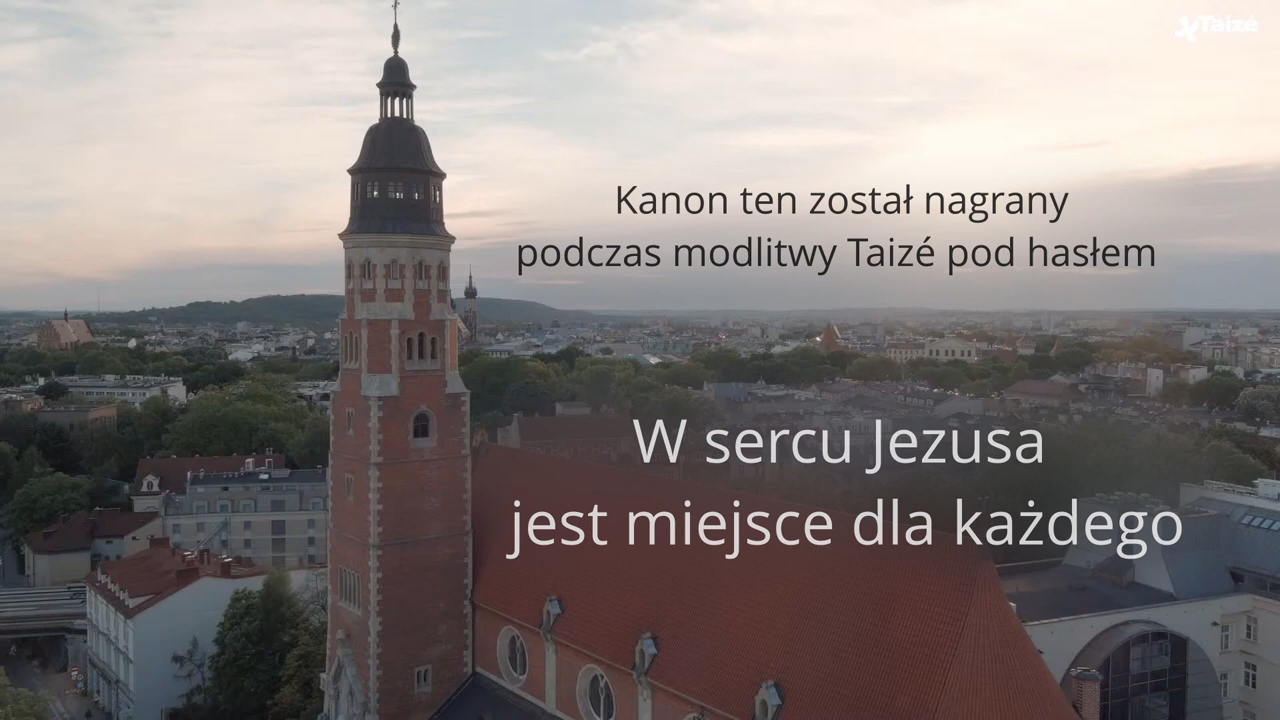 Taizé
Kanon ten został nagrany
podczas modlitwy Taizé pod hasłem
W sercu Jezusa
jest miejsce dla każdego